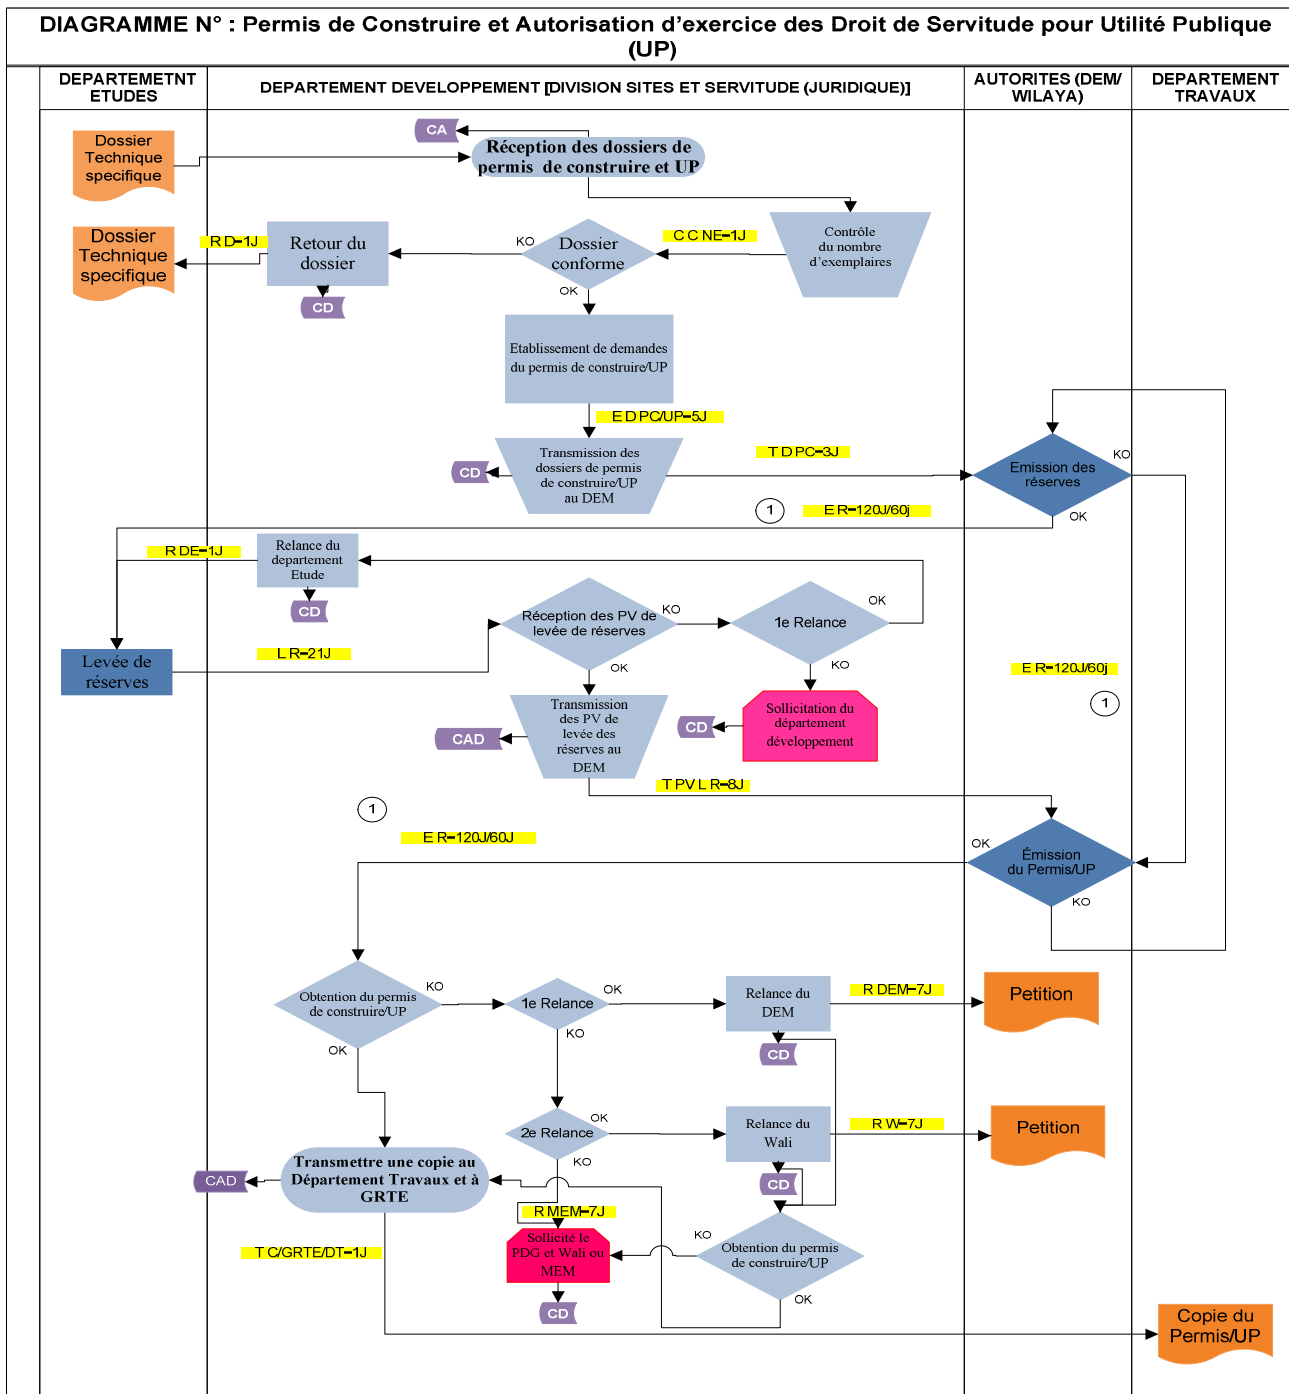 DIAGRAMME N° : Permis de Construire et Autorisation d'exercice des Droit de Servitude pour Utilité Publique
(UP)
DEPARTEMETNT
ETUDES
DEPARTEMENT DEVELOPPEMENT [DIVISION SITES ET SERVITUDE (JURIDIQUE)]
AUTORITES (DEM/
WILAYA)
DEPARTEMENT
TRAVAUX
Dossier
Technique
specifique
CA
Réception des dossiers de
permis de construire et UP
Dossier
Technique
specifique
R D-1J
Retour du
dossier
CD
KO
Dossier
conforme
OK
C C NE-1J
Contrôle
du nombre
d'exemplaires
Etablissement de demandes
du permis de construire/UP
E D PC/UP-5J
CD
Transmission des
dossiers de permis
de construire/UP
au DEM
T D PC-3J
Emission des
réserves
KO
OK
1
E R-120J/60j
R DE-1J
Relance du
departement
Etude
CD
Réception des PV de
levée de réserves
KO
OK
1e Relance
OK
KO
Levée de
réserves
L R-21J
E R-120J/60j
1
Transmission
des PV de
levée des
réserves au
DEM
CAD
CD
Sollicitation du
département
développement
T PV L R-8J
1
E R-120J/60J
OK
Émission
du Permis/UP
KO
Obtention du permis
de construire/UP
KO
OK
1e Relance
OK
KO
Relance du
DEM
CD
R DEM-7J
Petition
2e Relance
OK
KO
Relance du
Wali
CD
R W-7J
Petition
CAD
Transmettre une copie au
Département Travaux et à
GRTE
T C/GRTE/DT-1J
R MEM-7J
Sollicité le
PDG et Wali ou
MEM
CD
KO
Obtention du permis
de construire/UP
OK
Copie du
Permis/UP